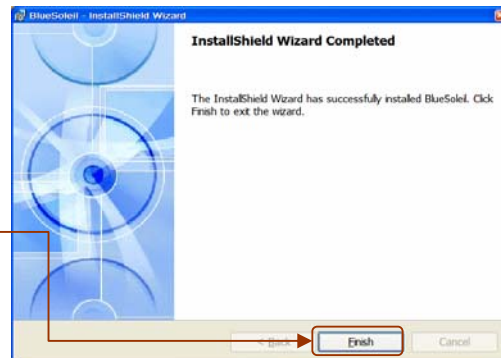 BlueSoleil - InstallShield Wizard
InstallShield Wizard Completed
The InstallShield Wizard has successfully installed BlueSoleil. Click
Finish to exit the wizard.
< Back
Finish
Cancel